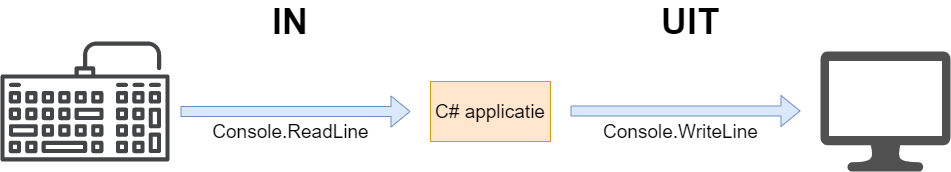 IN
UIT
C# applicatie
Console.ReadLine
Console.WriteLine